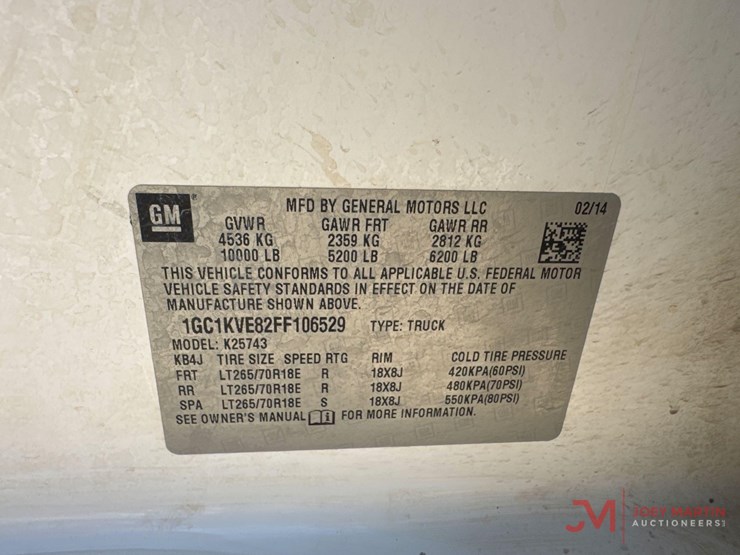 GM
MFD BY GENERAL MOTORS LLC 02/14
GVWR GAWR FRT GAWR RR
4536 KG 2359 KG 2812 KG
10000 LB 5200 LB 6200 LB
THIS VEHICLE CONFORMS TO ALL APPLICABLE U.S. FEDERAL MOTOR
VEHICLE SAFETY STANDARDS IN EFFECT ON THE DATE OF
MANUFACTURE SHOWN ABOVE.
1GC1KVE82FF106529 TYPE: TRUCK
MODEL: K25743
KB4J TIRE SIZE SPEED RTG RIM COLD TIRE PRESSURE
FRT LT265/70R18E R 18X8J 420KPA(60PSI)
RR LT265/70R18E R 18X8J 480KPA(70PSI)
SPA LT265/70R18E S 18X8J 550KPA(80PSI)
SEE OWNER'S MANUAL FOR MORE INFORMATION.
JM JOEY MARTIN
AUCTIONEERS